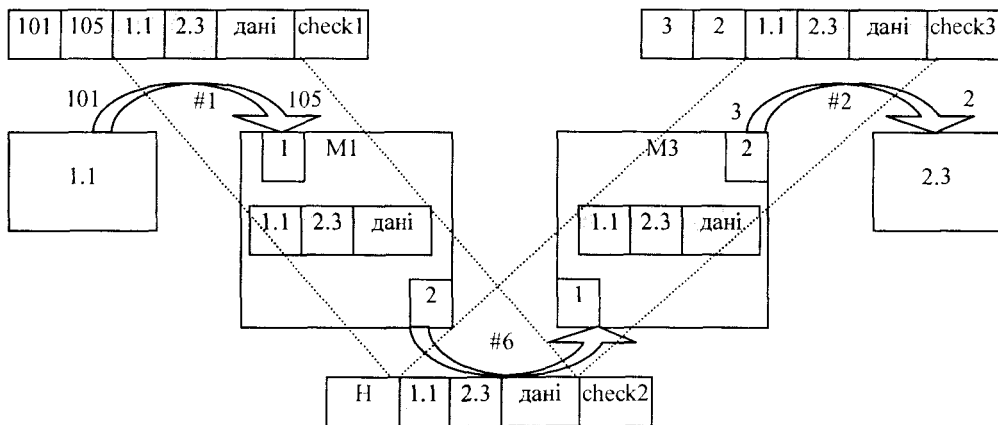 101 105 1.1 2.3 дані check1
3 2 1.1 2.3 дані check3
101 #1 105
3 #2 2
1.1
1 M1
M3 2
2.3
1.1 2.3 дані
1.1 2.3 дані
2
1
#6
H 1.1 2.3 дані check2